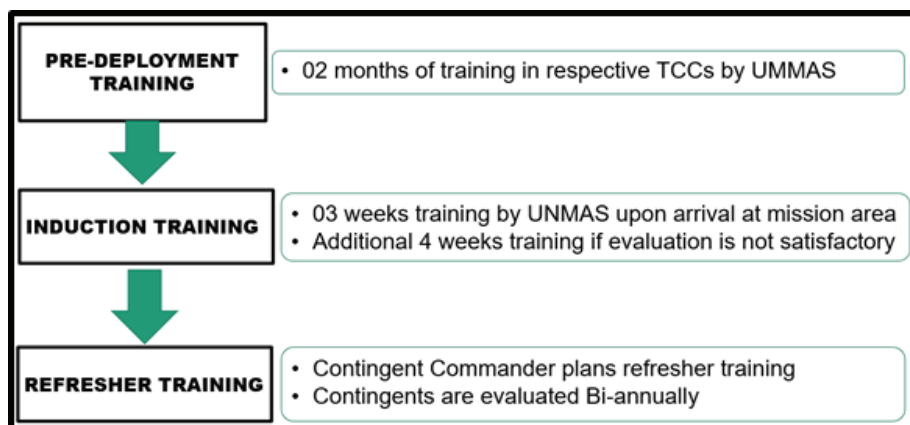 PRE-DEPLOYMENT
TRAINING
• 02 months of training in respective TCCs by UMMAS
INDUCTION TRAINING
• 03 weeks training by UNMAS upon arrival at mission area
• Additional 4 weeks training if evaluation is not satisfactory
REFRESHER TRAINING
• Contingent Commander plans refresher training
• Contingents are evaluated Bi-annually